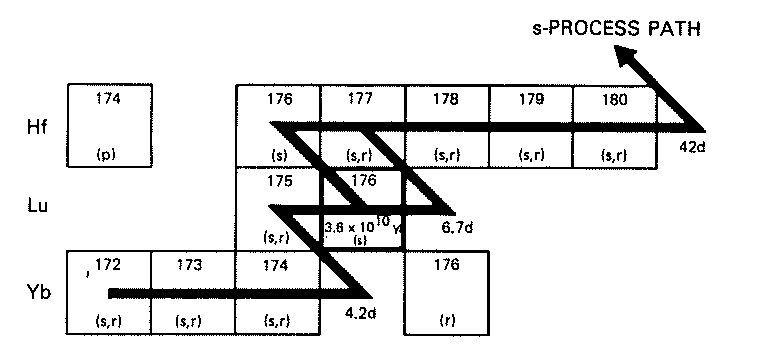 s-PROCESS PATH
174 176 177 178 179 180
Hf
(p) (s) (s,r) (s,r) (s,r) (s,r)
42d
175 176
Lu
3.6 x 10^10 y
(s,r) (s)
6.7d
172 173 174 176
Yb
4.2d
(s,r) (s,r) (s,r) (r)